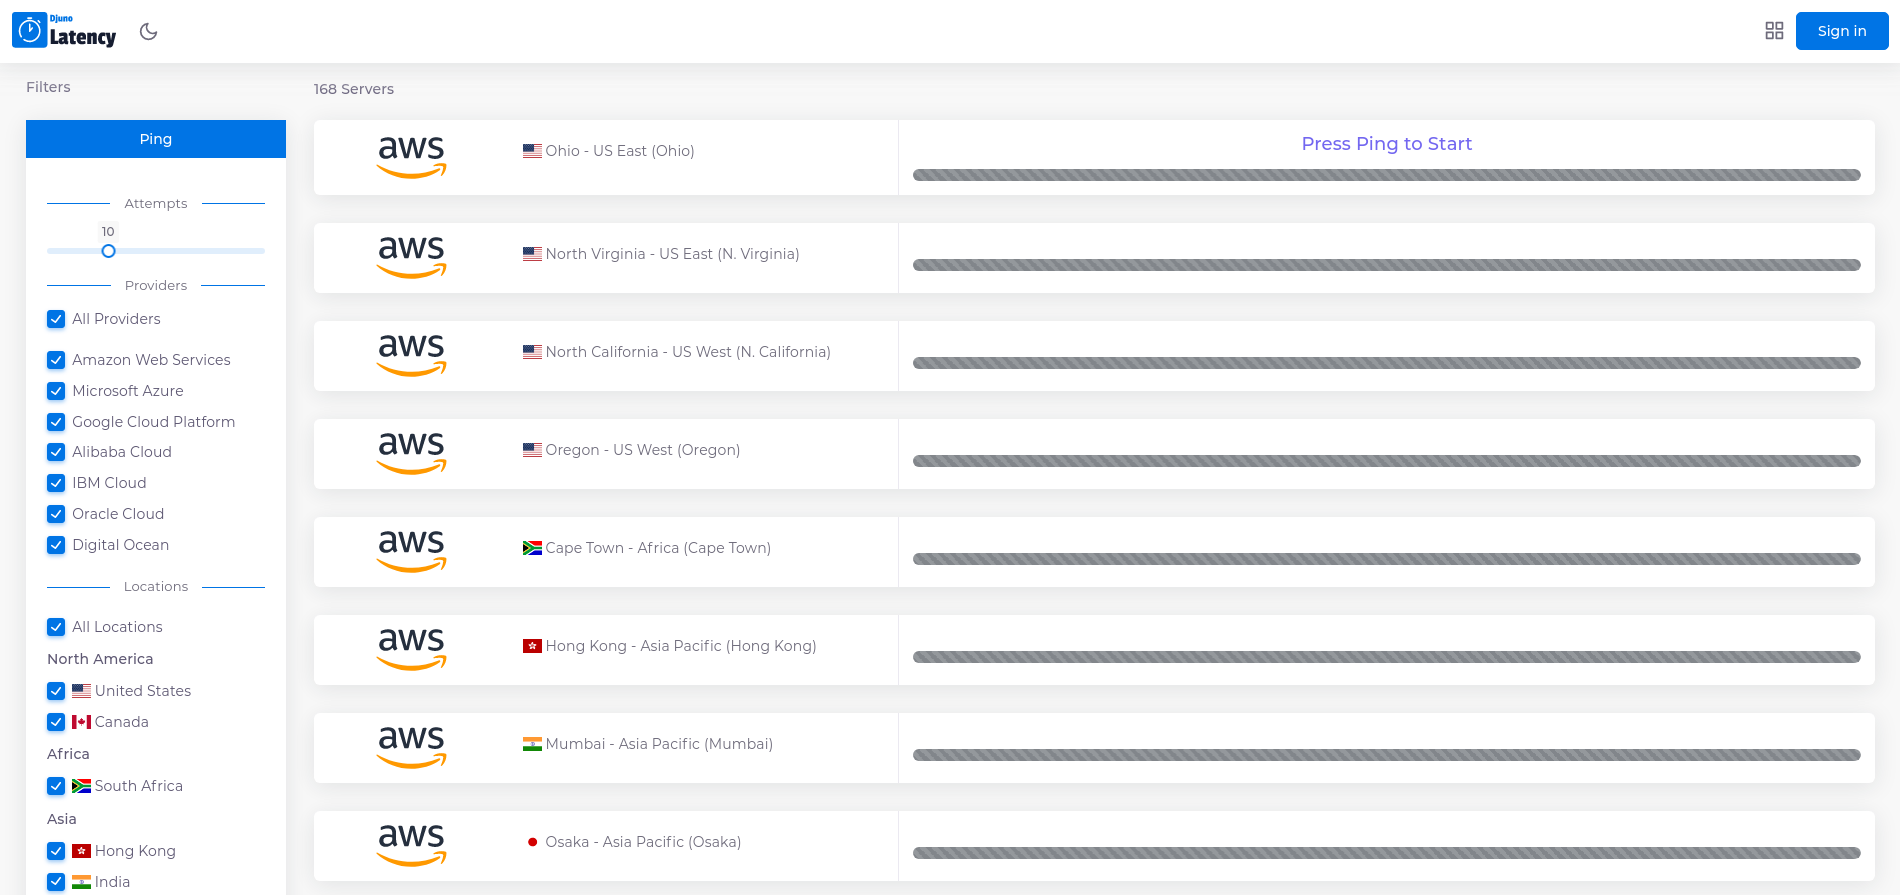 Djuno
Latency
Sign in
Filters
168 Servers
Ping
Attempts
10
Providers
All Providers
Amazon Web Services
Microsoft Azure
Google Cloud Platform
Alibaba Cloud
IBM Cloud
Oracle Cloud
Digital Ocean
Locations
All Locations
North America
United States
Canada
Africa
South Africa
Asia
Hong Kong
India
aws
Ohio - US East (Ohio)
Press Ping to Start
aws
North Virginia - US East (N. Virginia)
aws
North California - US West (N. California)
aws
Oregon - US West (Oregon)
aws
Cape Town - Africa (Cape Town)
aws
Hong Kong - Asia Pacific (Hong Kong)
aws
Mumbai - Asia Pacific (Mumbai)
aws
Osaka - Asia Pacific (Osaka)